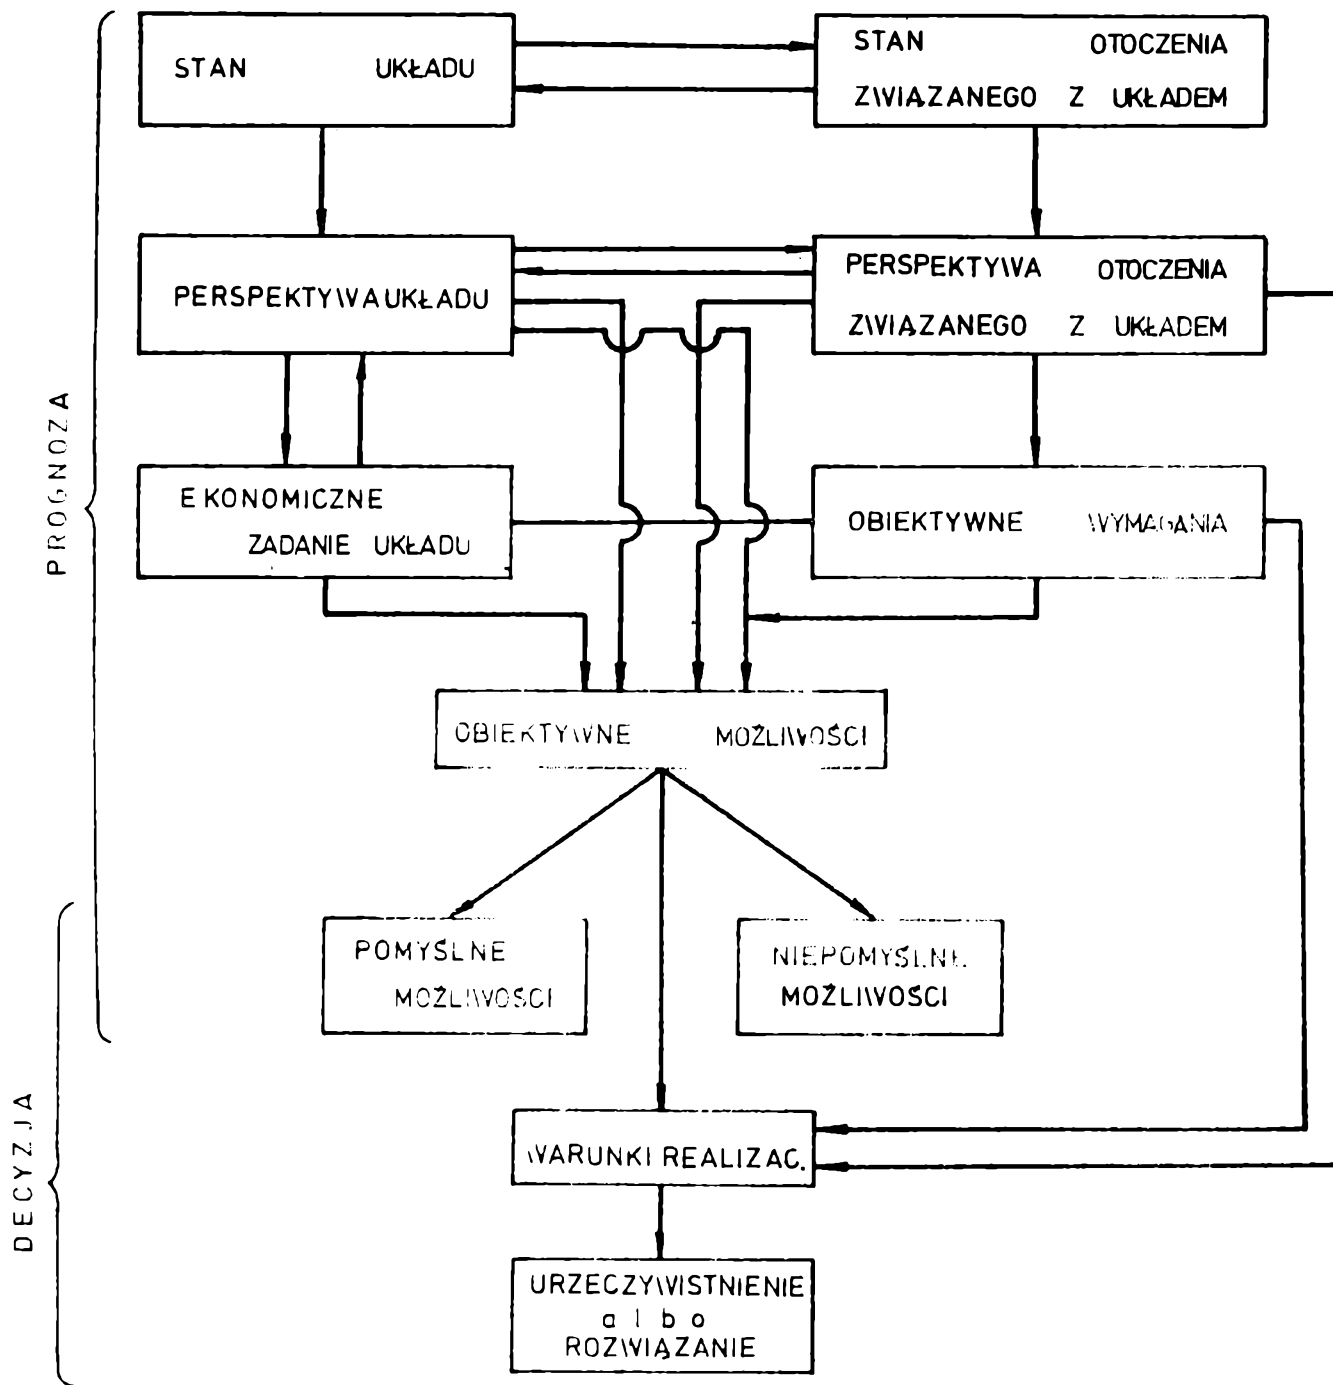 STAN UKŁADU
STAN OTOCZENIA
ZWIĄZANEGO Z UKŁADEM
PERSPEKTYWA UKŁADU
PERSPEKTYWA OTOCZENIA
ZWIĄZANEGO Z UKŁADEM
PROGNOZA
EKONOMICZNE
ZADANIE UKŁADU
OBIEKTYWNE WYMAGANIA
OBIEKTYWNE MOŻLIWOŚCI
POMYŚLNE
MOŻLIWOŚCI
NIEPOMYŚLNE
MOŻLIWOŚCI
DECYZJA
WARUNKI REALIZAC.
URZECZYWISTNIENIE
albo
ROZWIĄZANIE